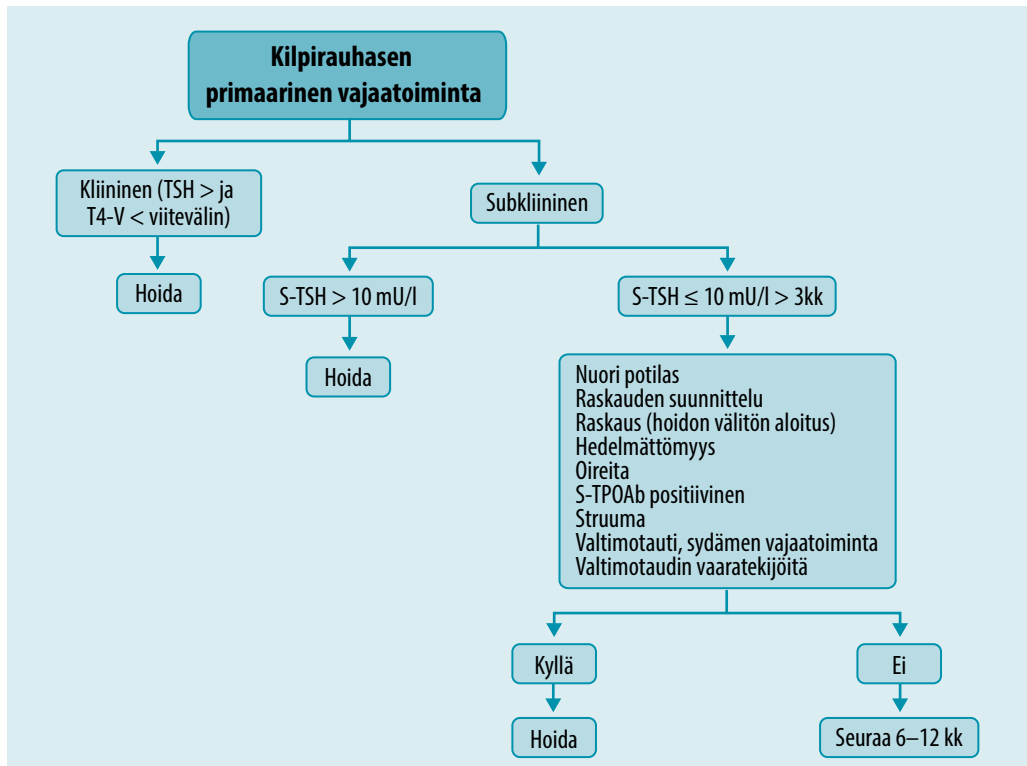 Kilpirauhasen
primaarinen vajaatoiminta
Kliininen (TSH > ja
T4-V < viitevälin)
Subkliininen
Hoida
S-TSH > 10 mU/l
S-TSH ≤ 10 mU/l > 3kk
Hoida
Nuori potilas
Raskauden suunnittelu
Raskaus (hoidon välitön aloitus)
Hedelmättömyys
Oireita
S-TPOAb positiivinen
Struuma
Valtimotauti, sydämen vajaatoiminta
Valtimotaudin vaaratekijöitä
Kyllä
Ei
Hoida
Seuraa 6–12 kk